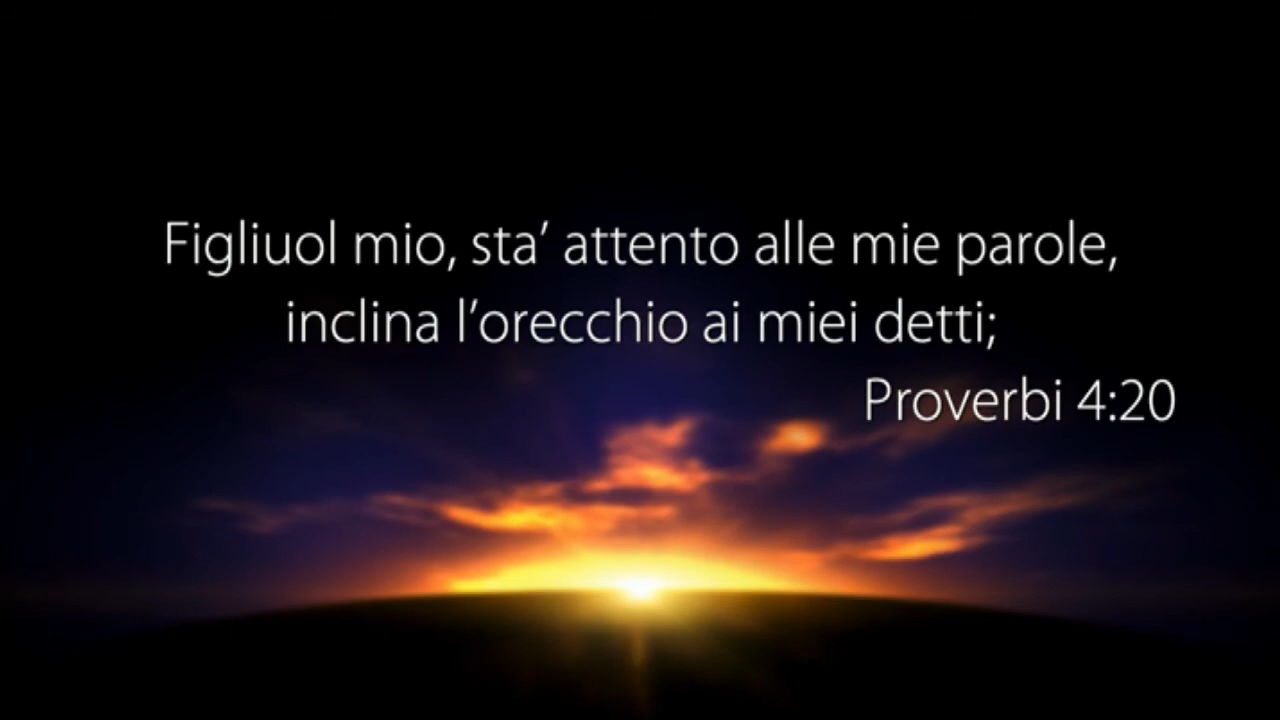 Figliuol mio, sta’ attento alle mie parole,
inclina l’orecchio ai miei detti;
Proverbi 4:20